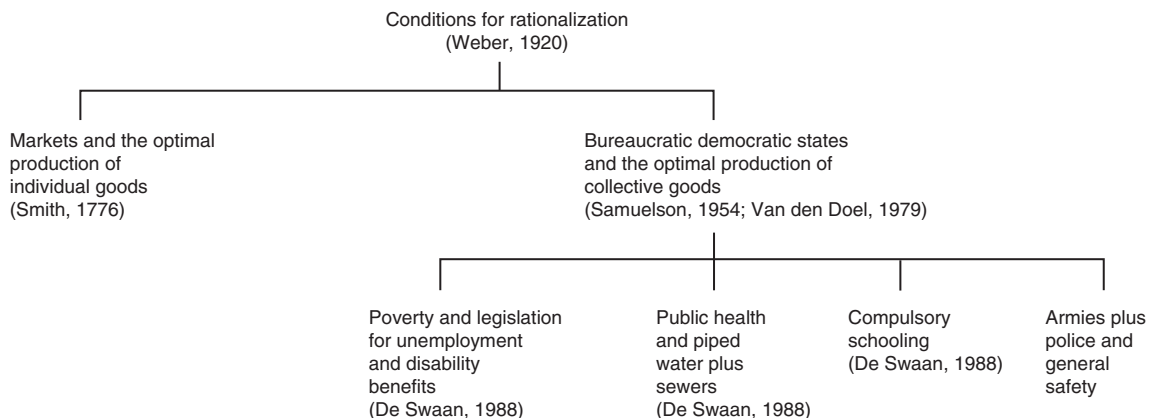 Conditions for rationalization
(Weber, 1920)
Markets and the optimal
production of
individual goods
(Smith, 1776)
Bureaucratic democratic states
and the optimal production of
collective goods
(Samuelson, 1954; Van den Doel, 1979)
Poverty and legislation
for unemployment
and disability
benefits
(De Swaan, 1988)
Public health
and piped
water plus
sewers
(De Swaan, 1988)
Compulsory
schooling
(De Swaan, 1988)
Armies plus
police and
general
safety